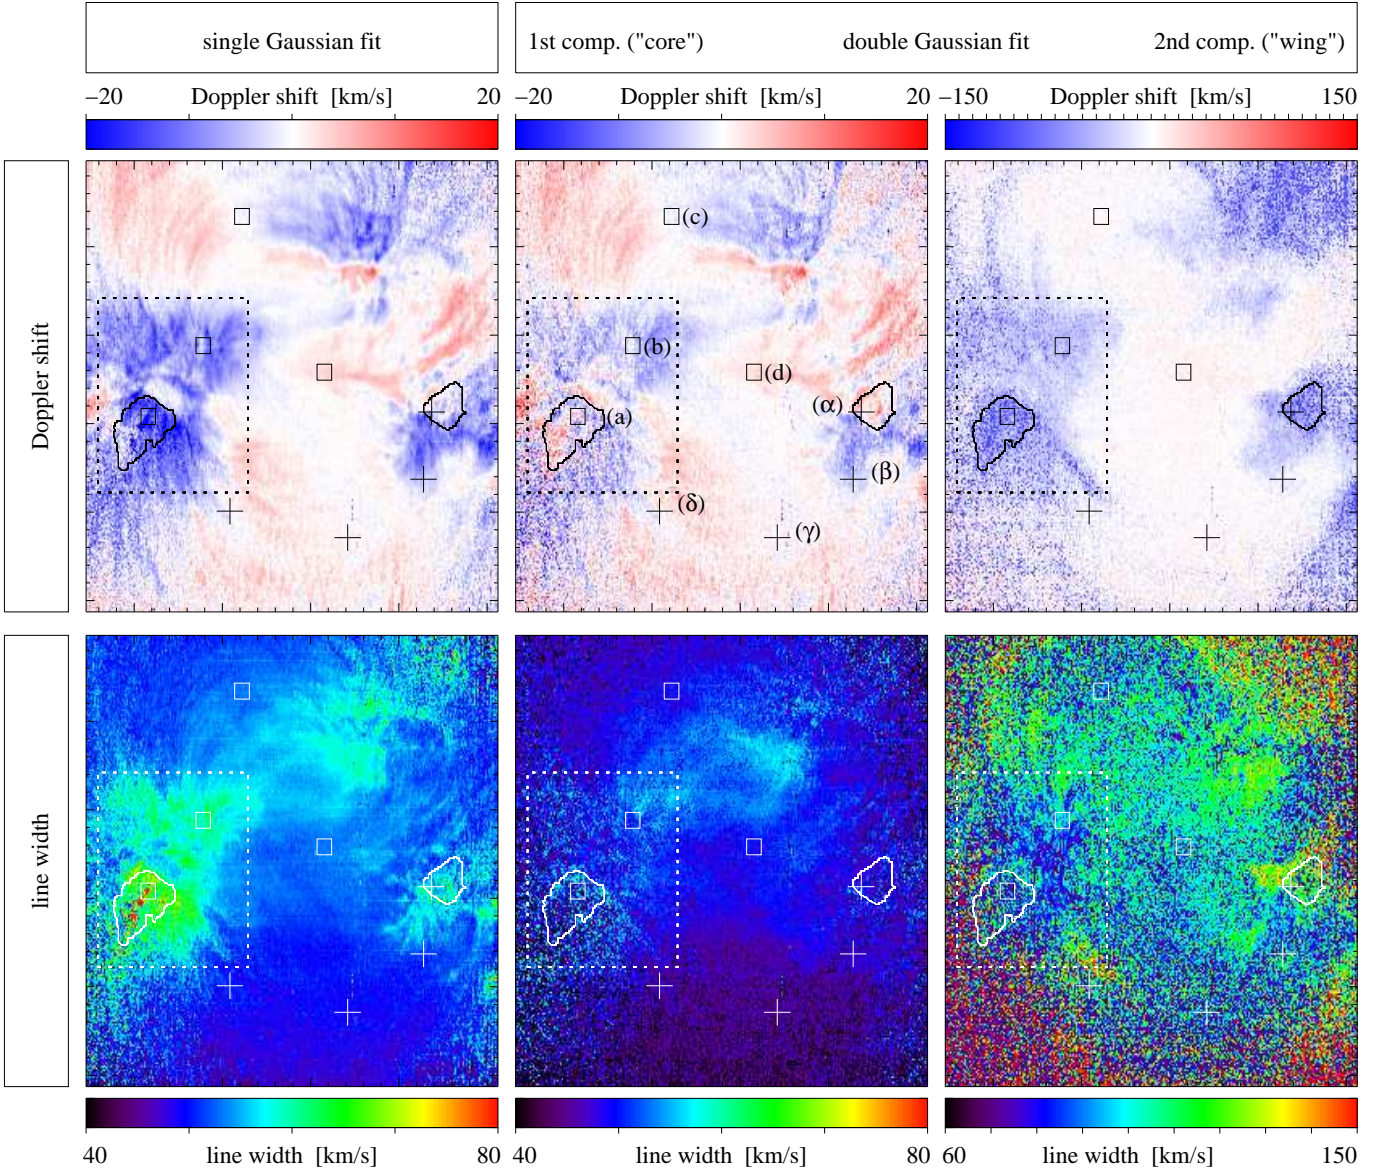 single Gaussian fit
1st comp. ("core") double Gaussian fit 2nd comp. ("wing")
−20 Doppler shift [km/s] 20
−20 Doppler shift [km/s] 20
−150 Doppler shift [km/s] 150
Doppler shift
(c)
(b)
(d)
(α)
(a)
(β)
(δ)
(γ)
line width
40 line width [km/s] 80
40 line width [km/s] 80
60 line width [km/s] 150